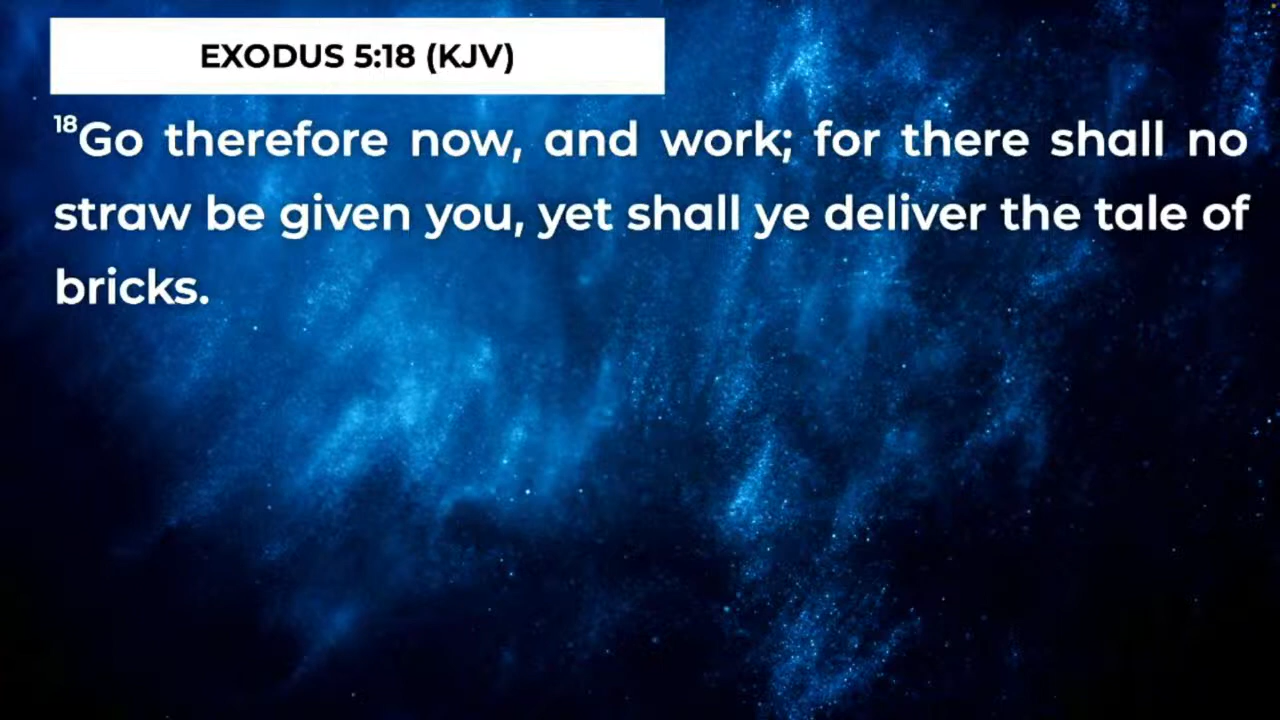 EXODUS 5:18 (KJV)
18Go therefore now, and work; for there shall no
straw be given you, yet shall ye deliver the tale of
bricks.